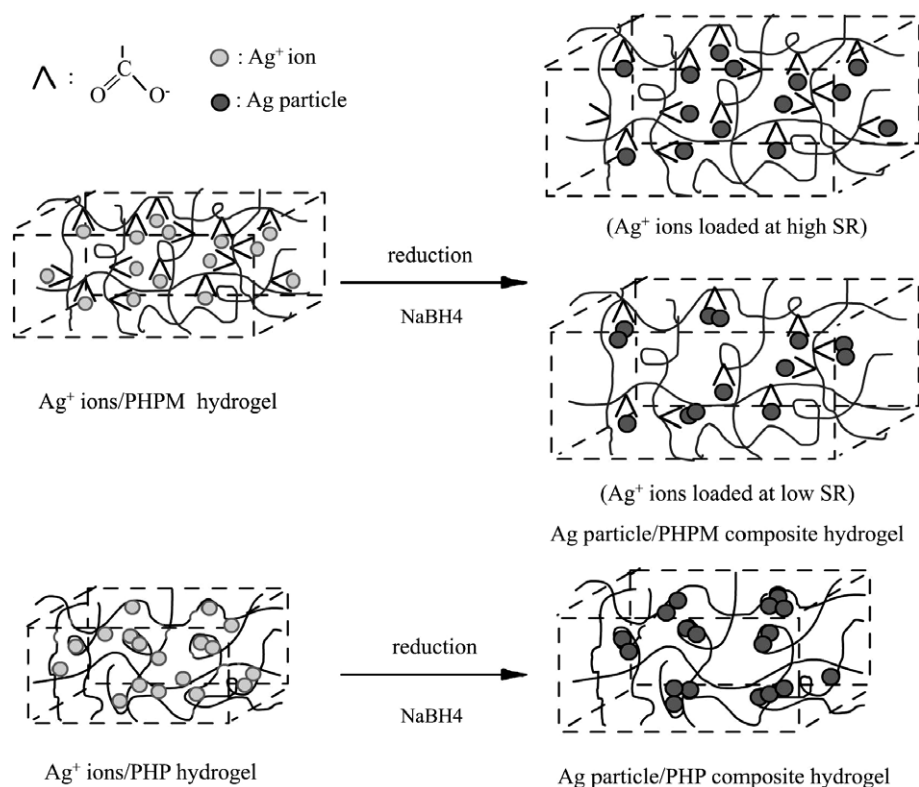 : Ag⁺ ion
: Ag particle
:
C
O O⁻
(Ag⁺ ions loaded at high SR)
reduction
NaBH4
Ag⁺ ions/PHPM hydrogel
(Ag⁺ ions loaded at low SR)
Ag particle/PHPM composite hydrogel
reduction
NaBH4
Ag⁺ ions/PHP hydrogel
Ag particle/PHP composite hydrogel